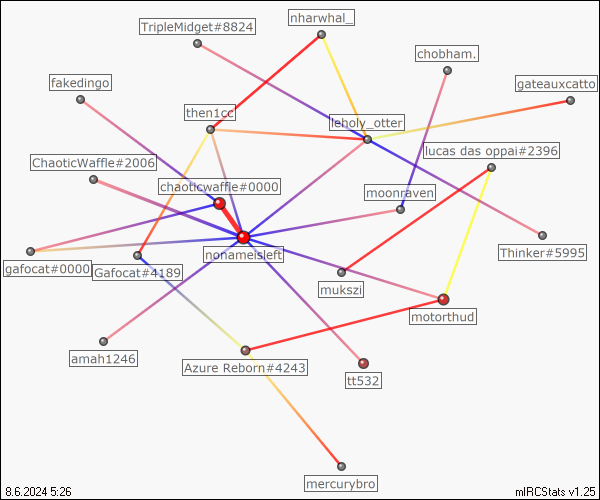 nharwhal_
TripleMidget#8824
chobham.
fakedingo
gateauxcatto
then1cc
leholy_otter
lucas das oppai#2396
ChaoticWaffle#2006
chaoticwaffle#0000
moonraven
nonameisleft
Thinker#5995
gafocat#0000
Gafocat#4189
mukszi
motorthud
amah1246
Azure Reborn#4243
tt532
mercurybro
8.6.2024 5:26
mIRCStats v1.25